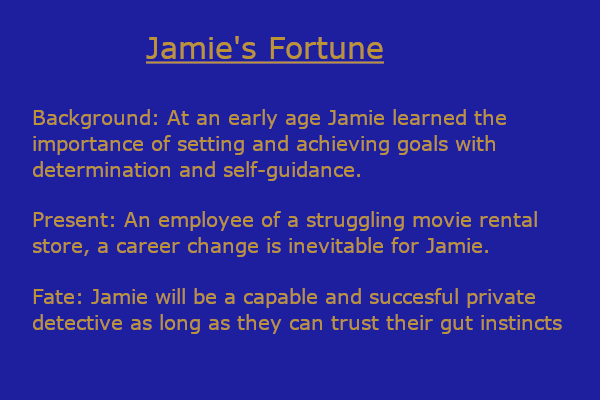 Jamie's Fortune
Background: At an early age Jamie learned the
importance of setting and achieving goals with
determination and self-guidance.
Present: An employee of a struggling movie rental
store, a career change is inevitable for Jamie.
Fate: Jamie will be a capable and succesful private
detective as long as they can trust their gut instincts